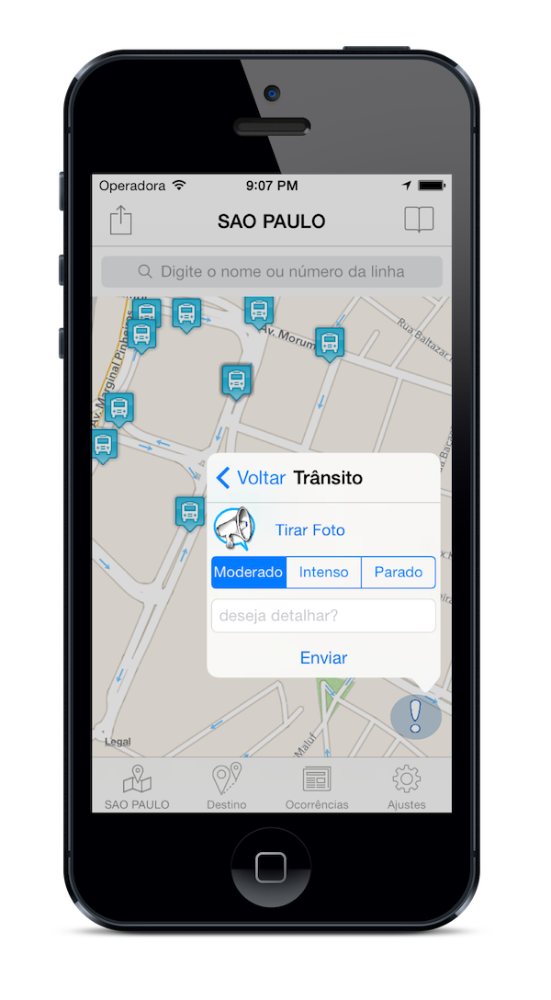 Operadora 9:07 PM
SAO PAULO
Digite o nome ou número da linha
Av. Marginal Pinheiros
Av. Morum
Rua Baltazar
Voltar Trânsito
Tirar Foto
Moderado Intenso Parado
deseja detalhar?
Enviar
Maluf
Legal
SAO PAULO Destino Ocorrências Ajustes